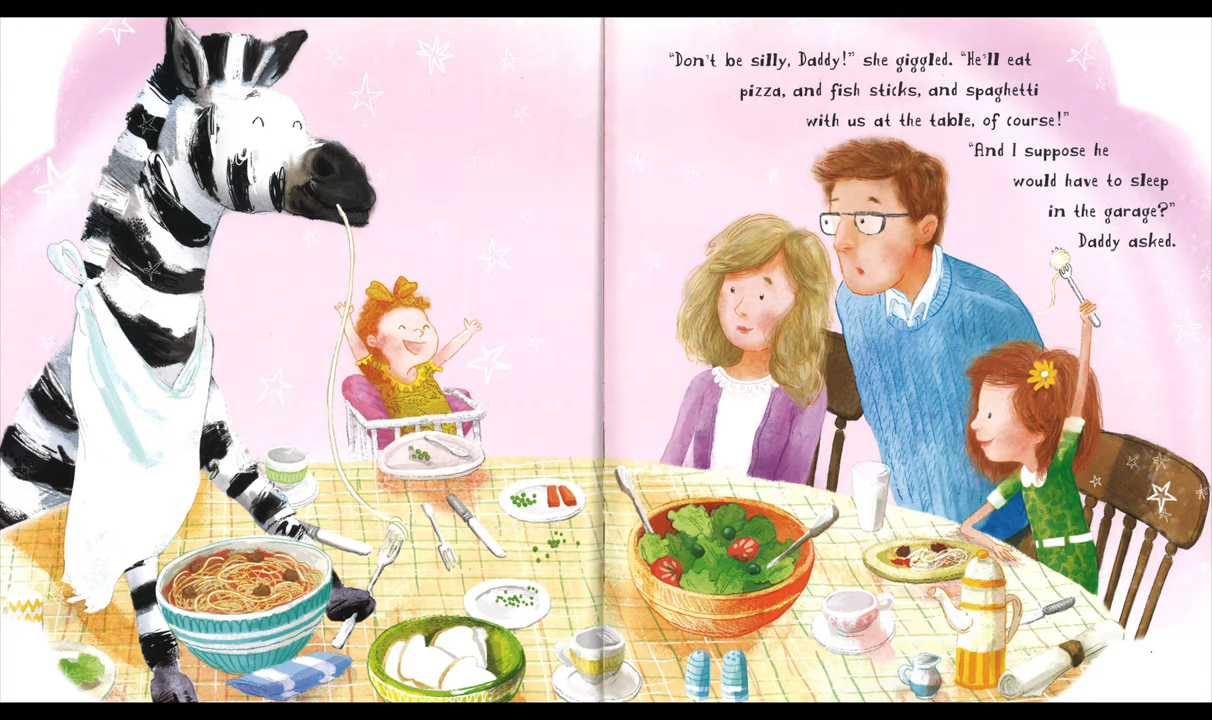 “Don't be silly, Daddy!” she giggled. “He'll eat
pizza, and fish sticks, and spaghetti
with us at the table, of course!”
“And I suppose he
would have to sleep
in the garage?”
Daddy asked.